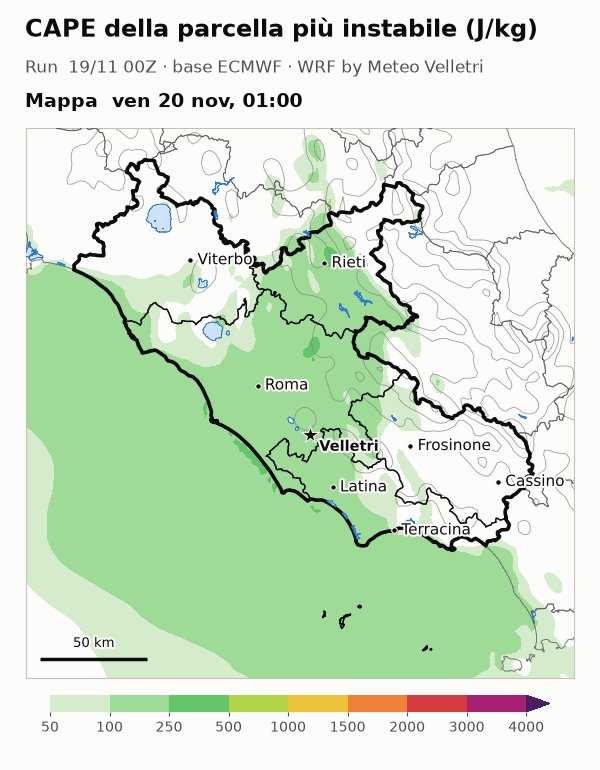 CAPE della parcella più instabile (J/kg)
Run  19/11 00Z · base ECMWF · WRF by Meteo Velletri
Mappa  ven 20 nov, 01:00
Viterbo
Rieti
Roma
Velletri
Frosinone
Cassino
Latina
Terracina
50 km
50 100 250 500 1000 1500 2000 3000 4000